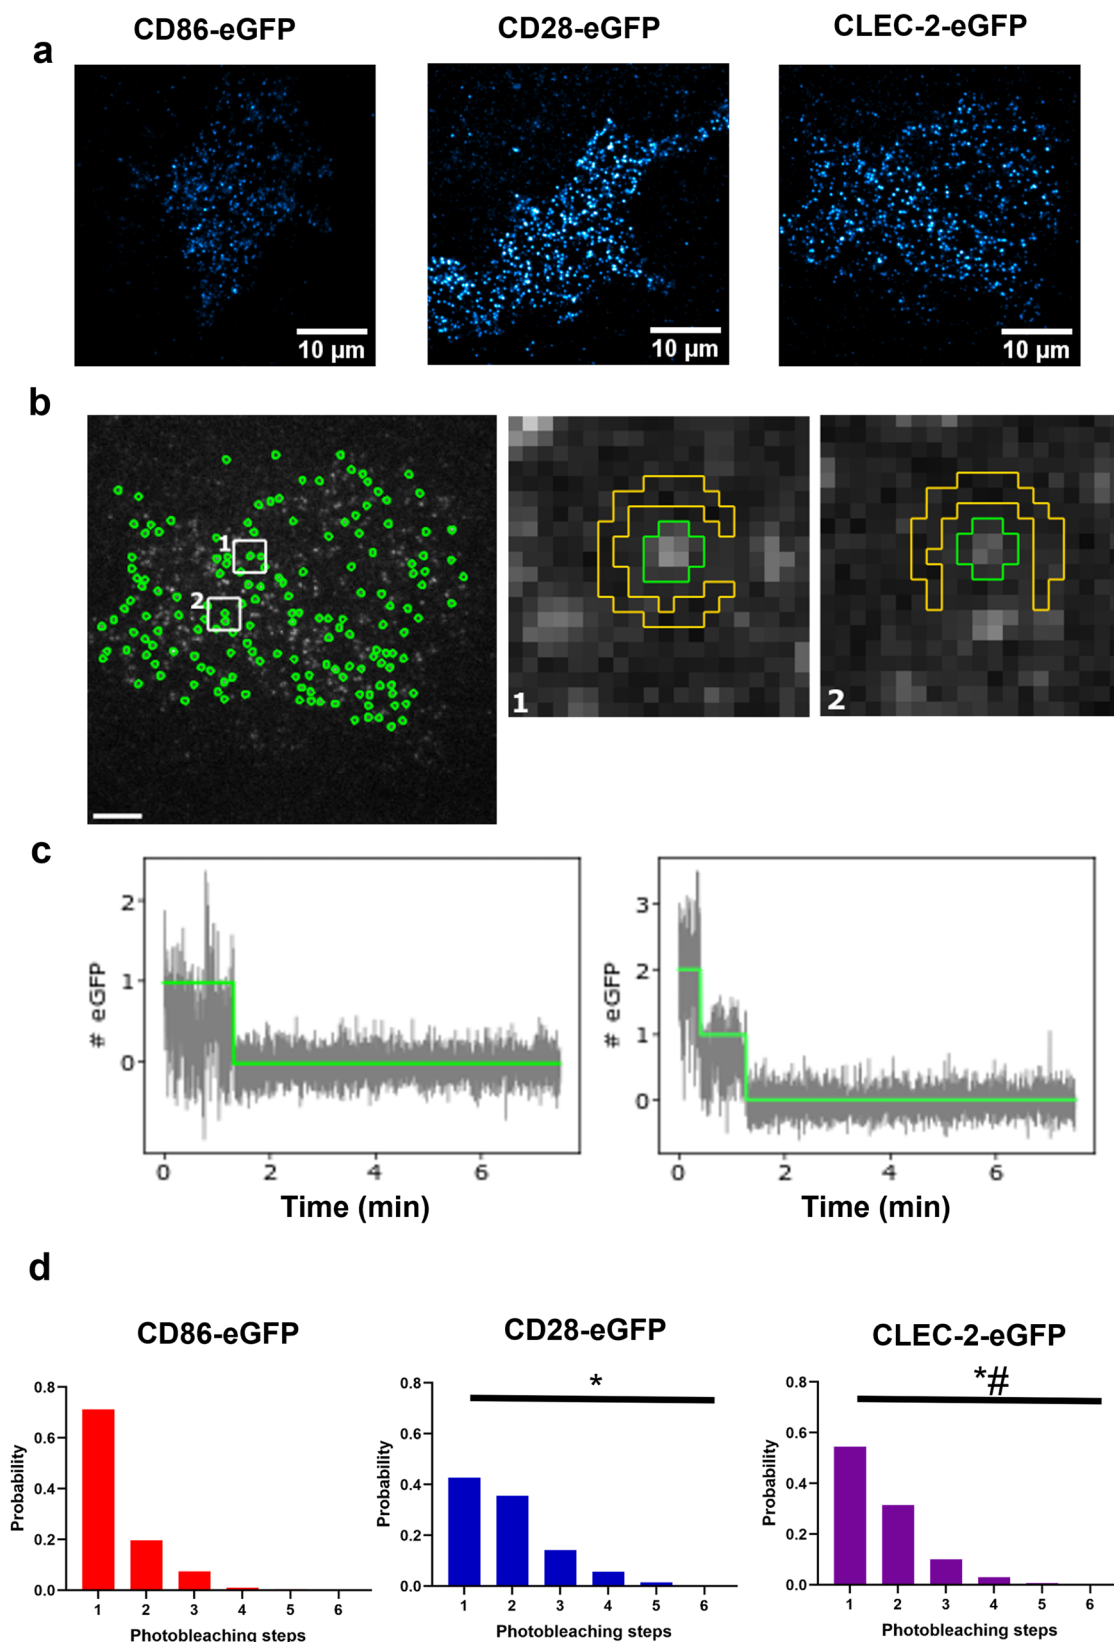 CD86-eGFP CD28-eGFP CLEC-2-eGFP
a
10 µm 10 µm 10 µm
b
1
2
1 2
c
2
1
0
# eGFP
0 2 4 6
Time (min)
3
2
1
0
# eGFP
0 2 4 6
Time (min)
d
CD86-eGFP
0.8
0.6
0.4
0.2
0.0
Probability
1 2 3 4 5 6
Photobleaching steps
CD28-eGFP
*
0.8
0.6
0.4
0.2
0.0
Probability
1 2 3 4 5 6
Photobleaching steps
CLEC-2-eGFP
*#
0.8
0.6
0.4
0.2
0.0
Probability
1 2 3 4 5 6
Photobleaching steps